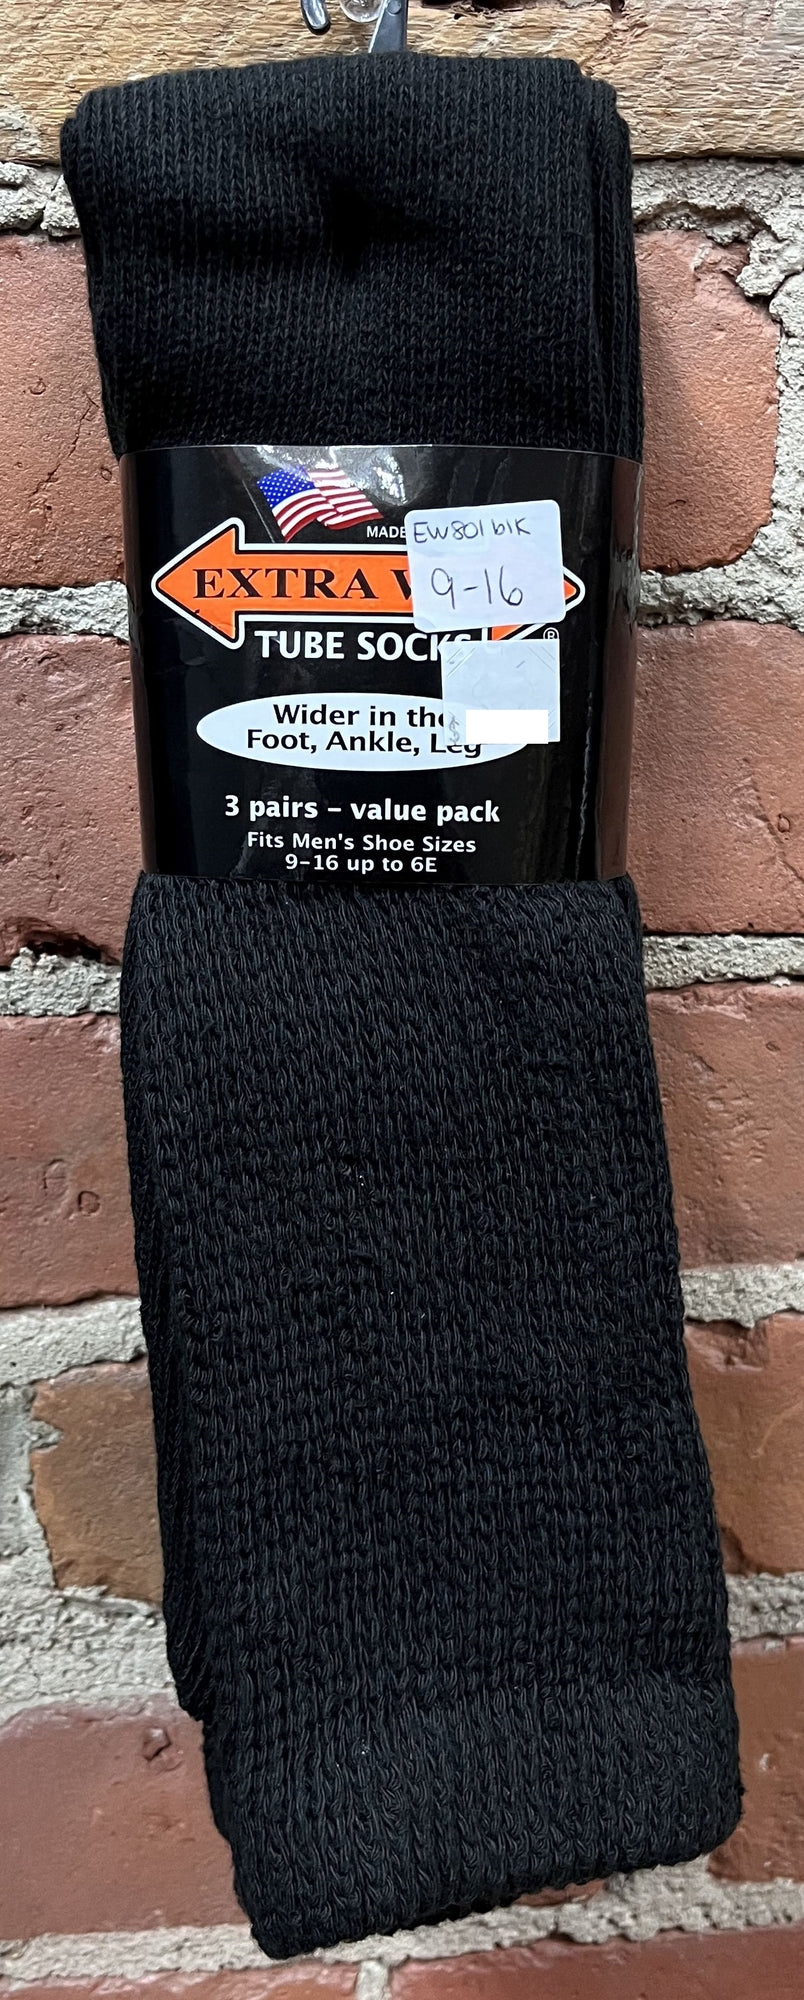 MADE
EW801 blk
9-16
EXTRA
TUBE SOCKS
®
Wider in the
Foot, Ankle, Leg
$
3 pairs – value pack
Fits Men's Shoe Sizes
9–16 up to 6E